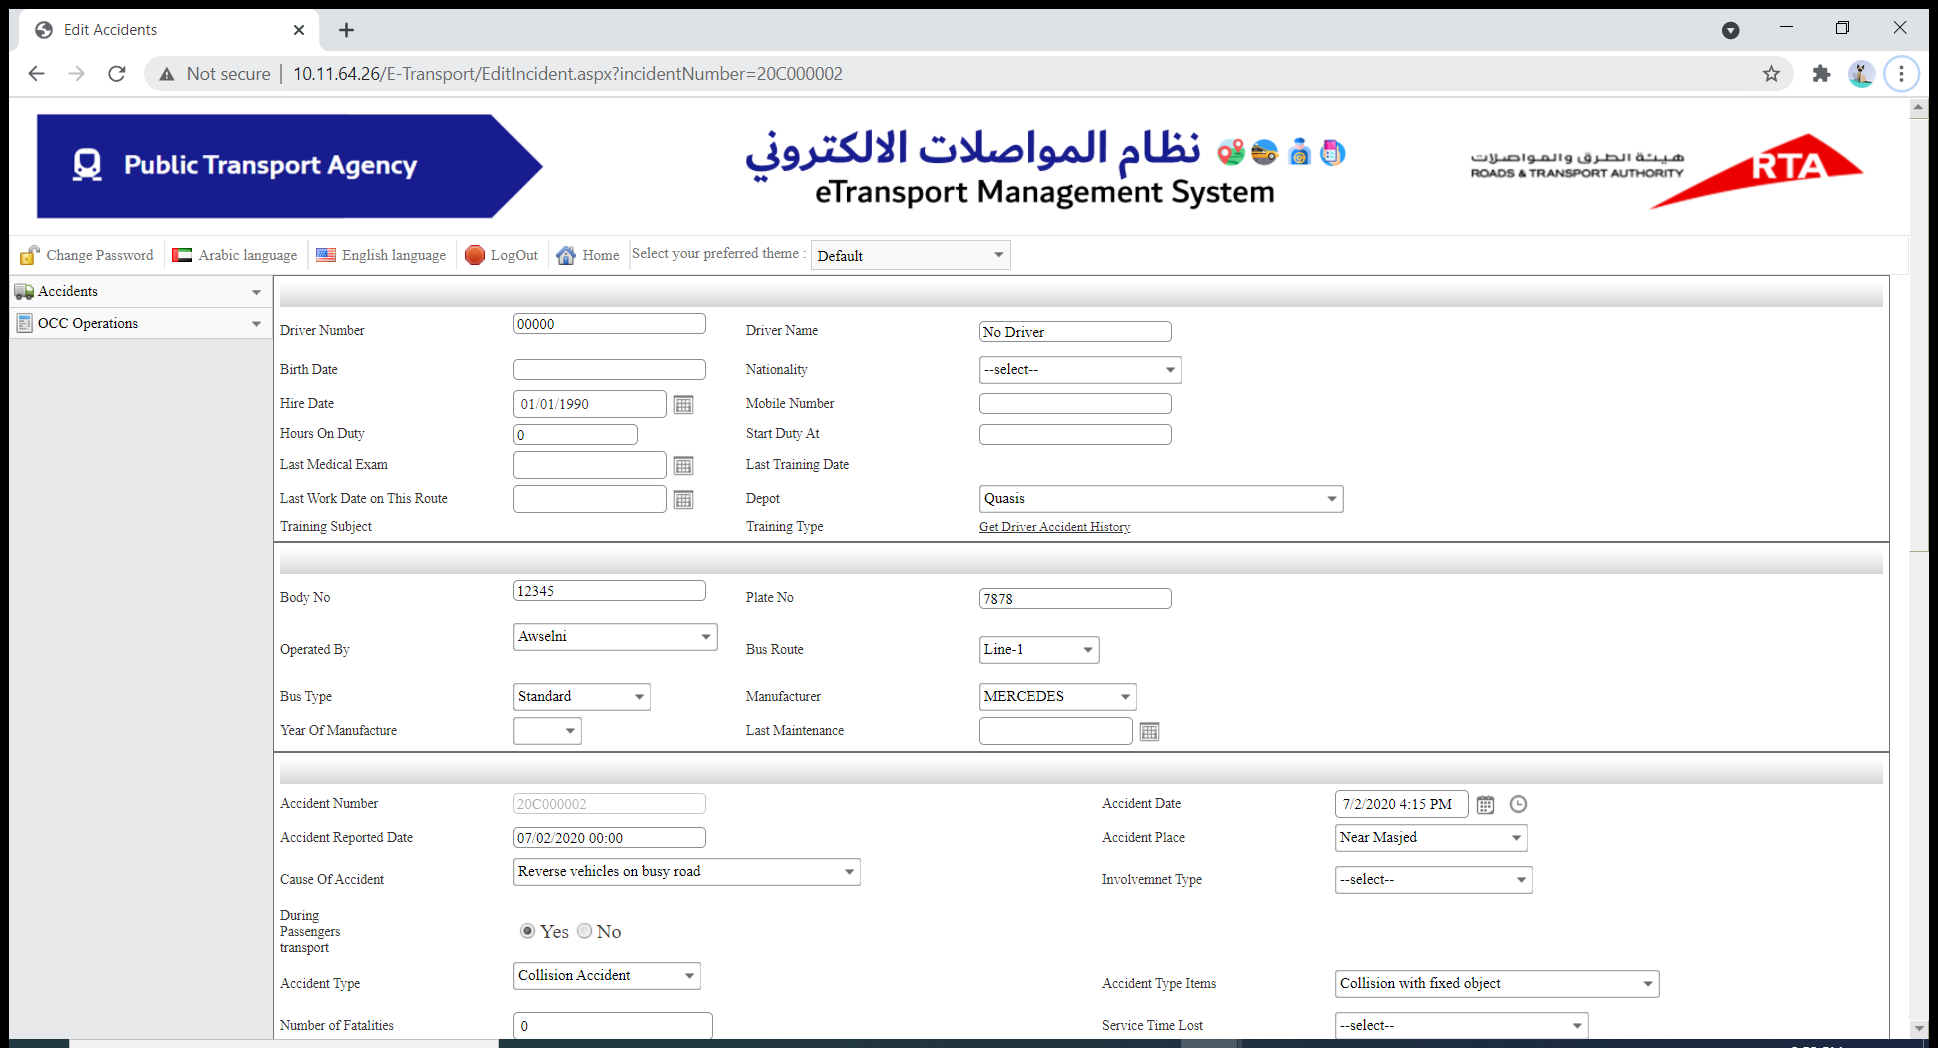 Edit Accidents
Not secure | 10.11.64.26/E-Transport/EditIncident.aspx?incidentNumber=20C000002
Public Transport Agency
نظام المواصلات الالكتروني
eTransport Management System
هيئة الطرق والمواصلات
ROADS & TRANSPORT AUTHORITY
RTA
Change Password Arabic language English language LogOut Home Select your preferred theme : Default
Accidents
OCC Operations
Driver Number 00000 Driver Name No Driver
Birth Date Nationality --select--
Hire Date 01/01/1990 Mobile Number
Hours On Duty 0 Start Duty At
Last Medical Exam Last Training Date
Last Work Date on This Route Depot Quasis
Training Subject Training Type Get Driver Accident History
Body No 12345 Plate No 7878
Operated By Awselni Bus Route Line-1
Bus Type Standard Manufacturer MERCEDES
Year Of Manufacture Last Maintenance
Accident Number 20C000002 Accident Date 7/2/2020 4:15 PM
Accident Reported Date 07/02/2020 00:00 Accident Place Near Masjed
Cause Of Accident Reverse vehicles on busy road Involvemnet Type --select--
During
Passengers Yes No
transport
Accident Type Collision Accident Accident Type Items Collision with fixed object
Number of Fatalities 0 Service Time Lost --select--